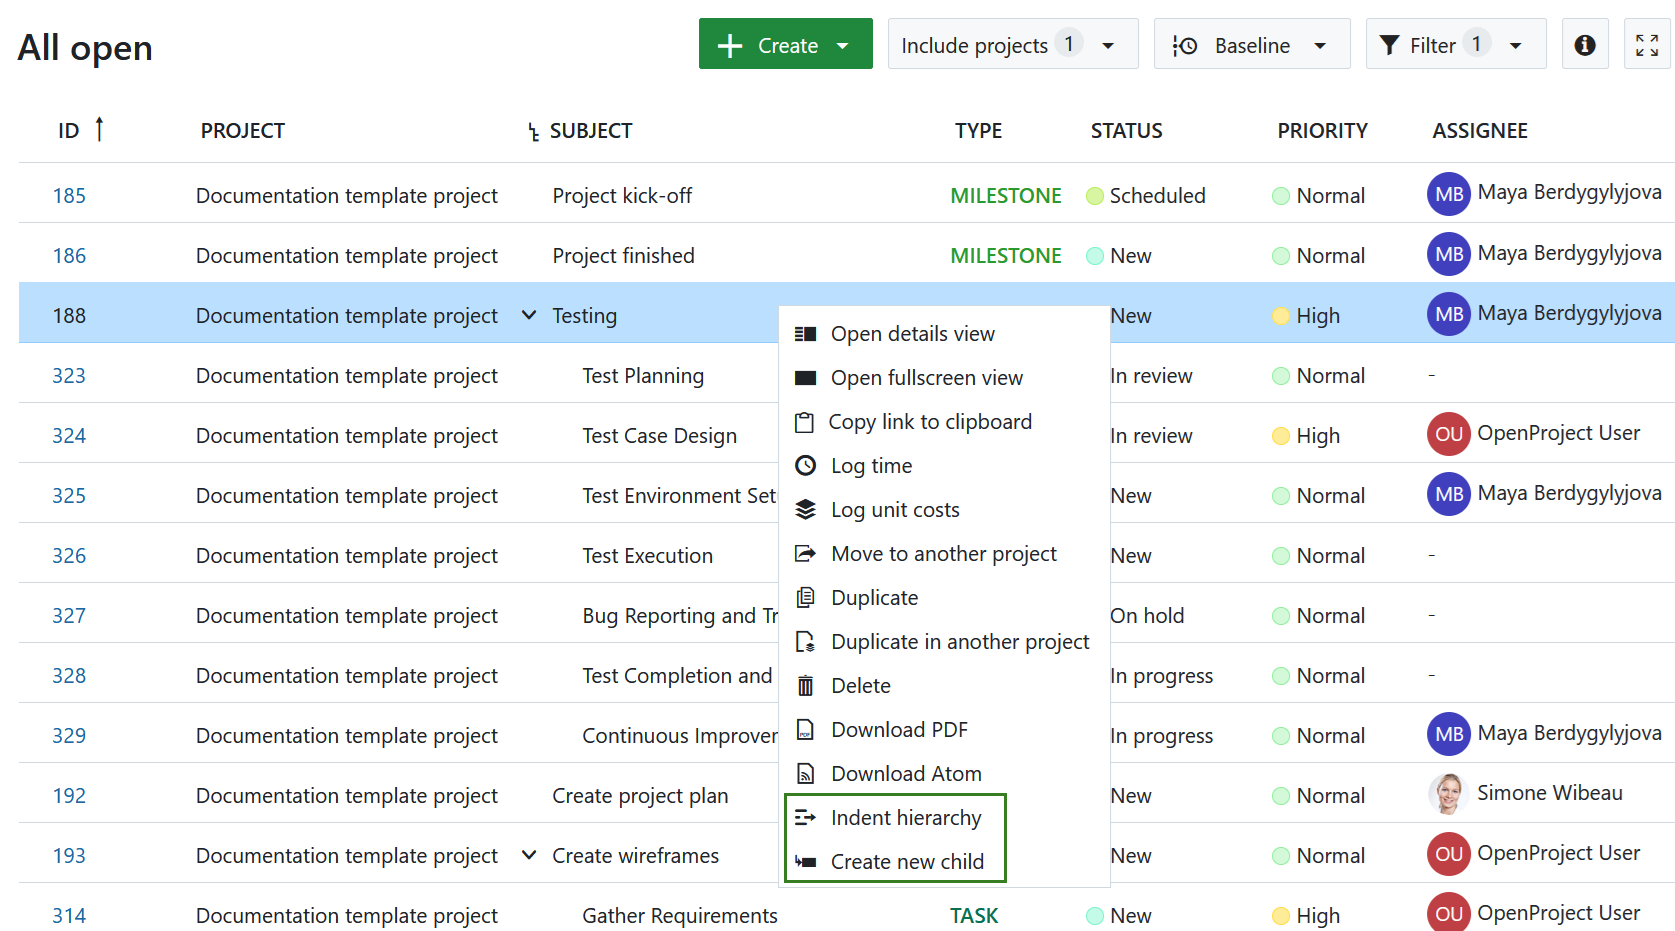 All open
Create
Include projects 1
Baseline
Filter 1
ID PROJECT SUBJECT TYPE STATUS PRIORITY ASSIGNEE
185 Documentation template project Project kick-off MILESTONE Scheduled Normal MB Maya Berdygylyjova
186 Documentation template project Project finished MILESTONE New Normal MB Maya Berdygylyjova
188 Documentation template project Testing New High MB Maya Berdygylyjova
323 Documentation template project Test Planning In review Normal -
324 Documentation template project Test Case Design In review High OU OpenProject User
325 Documentation template project Test Environment New Normal MB Maya Berdygylyjova
326 Documentation template project Test Execution New Normal -
327 Documentation template project Bug Reporting and On hold Normal -
328 Documentation template project Test Completion and In progress Normal -
329 Documentation template project Continuous In progress Normal MB Maya Berdygylyjova
192 Documentation template project Create project plan New Normal Simone Wibeau
193 Documentation template project Create wireframes New Normal OU OpenProject User
314 Documentation template project Gather Requirements TASK New High OU OpenProject User
Open details view
Open fullscreen view
Copy link to clipboard
Log time
Log unit costs
Move to another project
Duplicate
Duplicate in another project
Delete
Download PDF
Download Atom
Indent hierarchy
Create new child